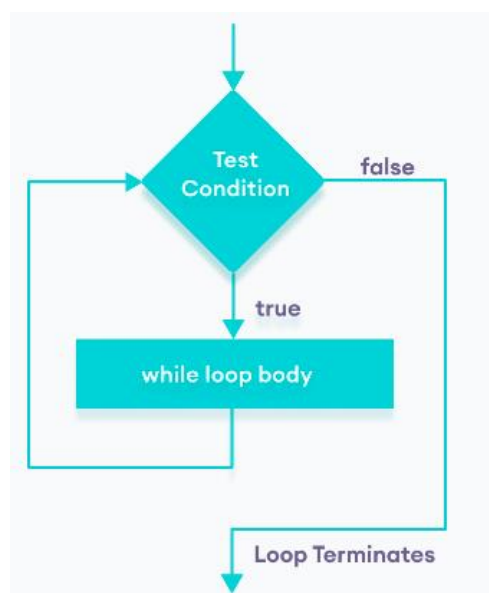 Test
Condition
false
true
while loop body
Loop Terminates